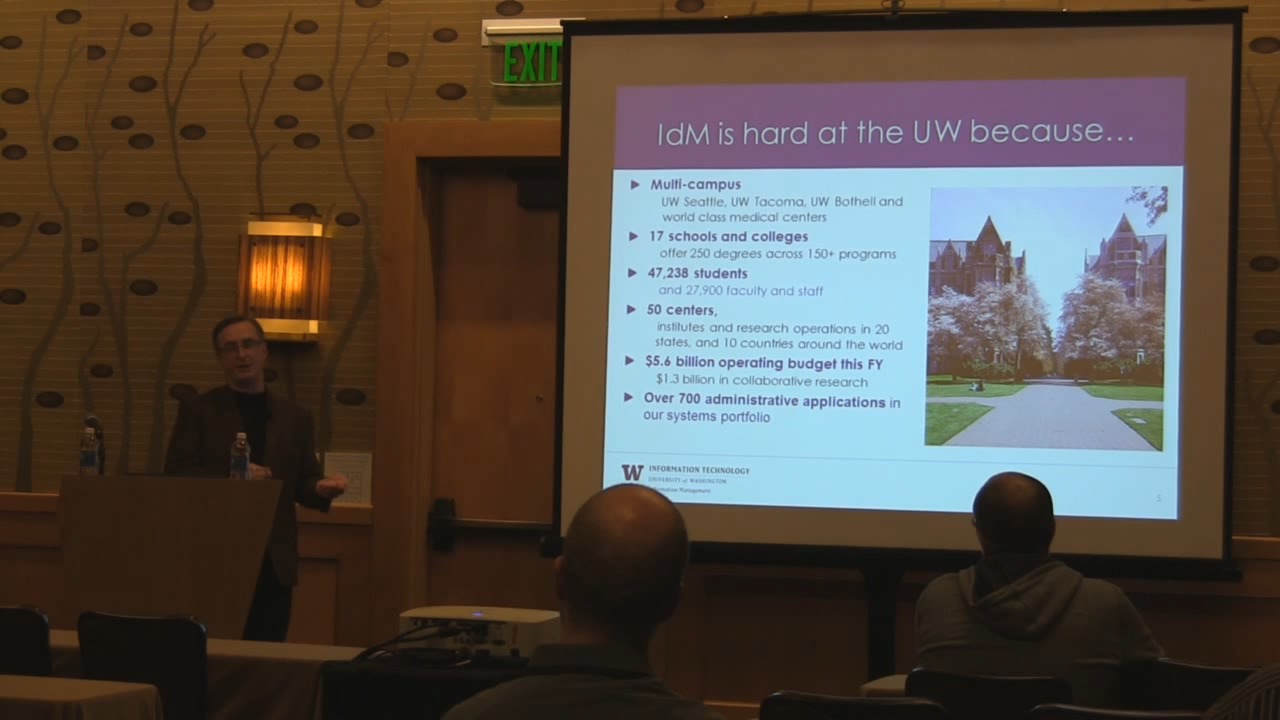 EXIT
IdM is hard at the UW because…
Multi-campus
UW Seattle, UW Tacoma, UW Bothell and
world class medical centers
17 schools and colleges
offer 250 degrees across 150+ programs
47,238 students
and 27,900 faculty and staff
50 centers,
institutes and research operations in 20
states, and 10 countries around the world
$5.6 billion operating budget this FY
$1.3 billion in collaborative research
Over 700 administrative applications in
our systems portfolio
W INFORMATION TECHNOLOGY
UNIVERSITY of WASHINGTON
Management
5